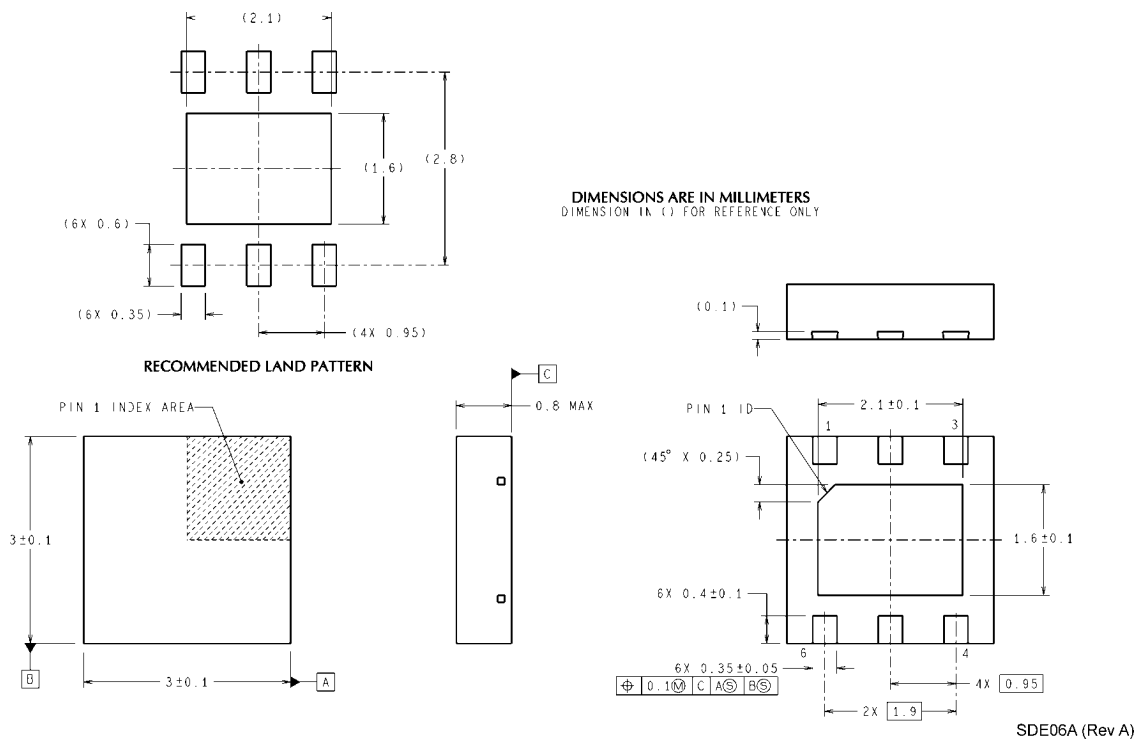 (2.1)
(1.6)
(2.8)
(6X 0.6)
(6X 0.35)
(4X 0.95)
RECOMMENDED LAND PATTERN
DIMENSIONS ARE IN MILLIMETERS
DIMENSION IN () FOR REFERENCE ONLY
(0.1)
PIN 1 INDEX AREA
3±0.1
B
3±0.1
A
C
0.8 MAX
PIN 1 ID
2.1±0.1
1
3
(45° X 0.25)
1.6±0.1
6X 0.4±0.1
6
4
6X 0.35±0.05
⌖ 0.1Ⓜ C AⓈ BⓈ
4X 0.95
2X 1.9
SDE06A (Rev A)